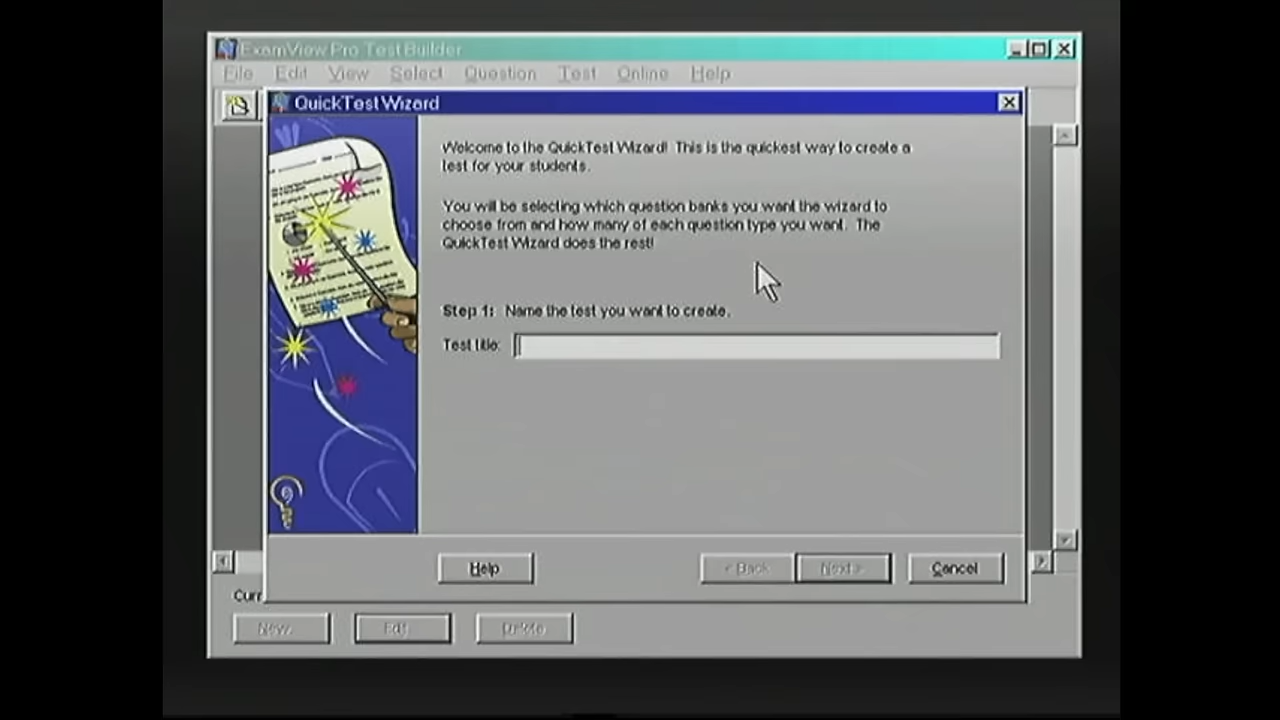 ExamView Pro Test Builder
File Edit View Select Question Test Online Help
QuickTest Wizard
Welcome to the QuickTest Wizard! This is the quickest way to create a
test for your students.
You will be selecting which question banks you want the wizard to
choose from and how many of each question type you want. The
QuickTest Wizard does the rest!
Step 1: Name the test you want to create.
Test title:
Help < Back Next > Cancel
Curr
New... Edit Delete